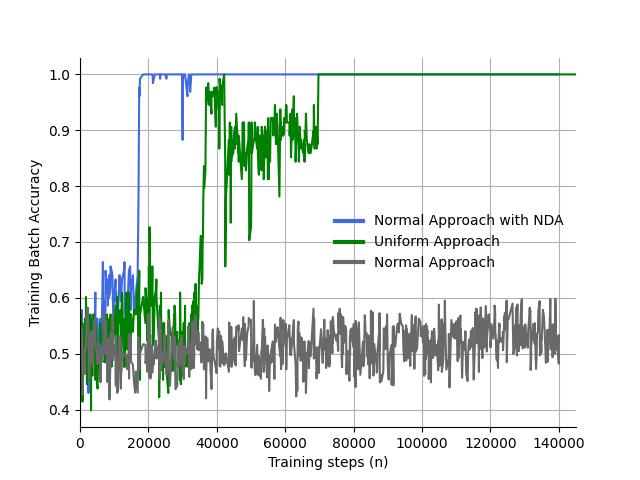 1.0
0.9
0.8
0.7
0.6
0.5
0.4
Training Batch Accuracy
Normal Approach with NDA
Uniform Approach
Normal Approach
0 20000 40000 60000 80000 100000 120000 140000
Training steps (n)